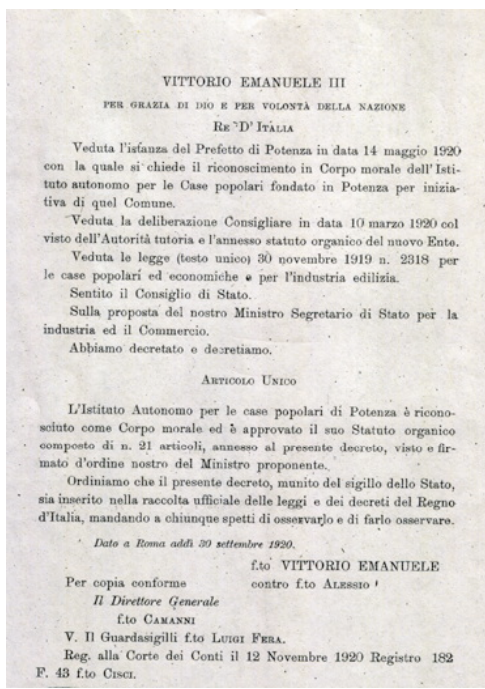 VITTORIO EMANUELE III
PER GRAZIA DI DIO E PER VOLONTÀ DELLA NAZIONE
RE D'ITALIA
Veduta l'istanza del Prefetto di Potenza in data 14 maggio 1920
con la quale si chiede il riconoscimento in Corpo morale dell'Isti-
tuto autonomo per le Case popolari fondato in Potenza per inizia-
tiva di quel Comune.
Veduta la deliberazione Consigliare in data 10 marzo 1920 col
visto dell'Autorità tutoria e l'annesso statuto organico del nuovo Ente.
Veduta le legge (testo unico) 30 novembre 1919 n. 2318 per
le case popolari ed economiche e per l'industria edilizia.
Sentito il Consiglio di Stato.
Sulla proposta del nostro Ministro Segretario di Stato per la
industria ed il Commercio.
Abbiamo decretato e decretiamo.
ARTICOLO UNICO
L'Istituto Autonomo per le case popolari di Potenza è ricono-
sciuto come Corpo morale ed è approvato il suo Statuto organico
composto di n. 21 articoli, annesso al presente decreto, visto e fir-
mato d'ordine nostro del Ministro proponente.
Ordiniamo che il presente decreto, munito del sigillo dello Stato,
sia inserito nella raccolta ufficiale delle leggi e dei decreti del Regno
d'Italia, mandando a chiunque spetti di osservarlo e di farlo osservare.
Dato a Roma addì 30 settembre 1920.
f.to VITTORIO EMANUELE
Per copia conforme contro f.to ALESSIO
Il Direttore Generale
f.to CAMANNI
V. Il Guardasigilli f.to LUIGI FERA.
Reg. alla Corte dei Conti il 12 Novembre 1920 Registro 182
F. 43 f.to CISCI.